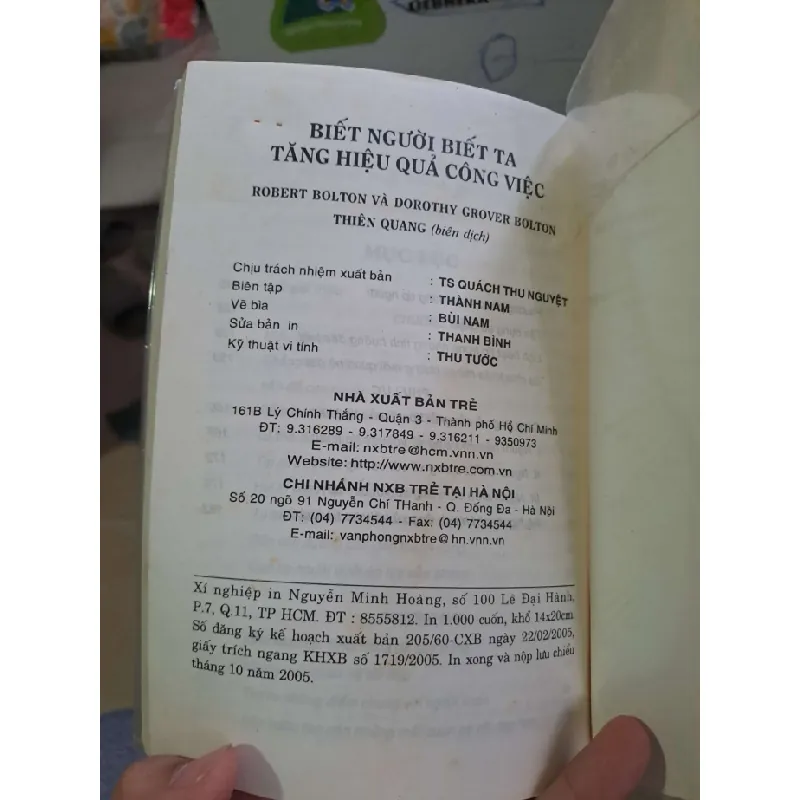 LIEBHERR
BIẾT NGƯỜI BIẾT TA
TĂNG HIỆU QUẢ CÔNG VIỆC
ROBERT BOLTON VÀ DOROTHY GROVER BOLTON
THIÊN QUANG (biên dịch)
Chịu trách nhiệm xuất bản : TS QUÁCH THU NGUYỆT
Biên tập : THÀNH NAM
Vẽ bìa : BÙI NAM
Sửa bản in : THANH BÌNH
Kỹ thuật vi tính : THU TƯỚC
NHÀ XUẤT BẢN TRẺ
161B Lý Chính Thắng - Quận 3 - Thành phố Hồ Chí Minh
ĐT: 9.316289 - 9.317849 - 9.316211 - 9350973
E-mail: nxbtre@hcm.vnn.vn
Website: http://www.nxbtre.com.vn
CHI NHÁNH NXB TRẺ TẠI HÀ NỘI
Số 20 ngõ 91 Nguyễn Chí THanh - Q. Đống Đa - Hà Nội
ĐT: (04) 7734544 - Fax: (04) 7734544
E-mail: vanphongnxbtre@hn.vnn.vn
Xí nghiệp in Nguyễn Minh Hoàng, số 100 Lê Đại Hành,
P.7, Q.11, TP HCM. ĐT : 8555812. In 1.000 cuốn, khổ 14x20cm.
Số đăng ký kế hoạch xuất bản 205/60-CXB ngày 22/02/2005,
giấy trích ngang KHXB số 1719/2005. In xong và nộp lưu chiểu
tháng 10 năm 2005.